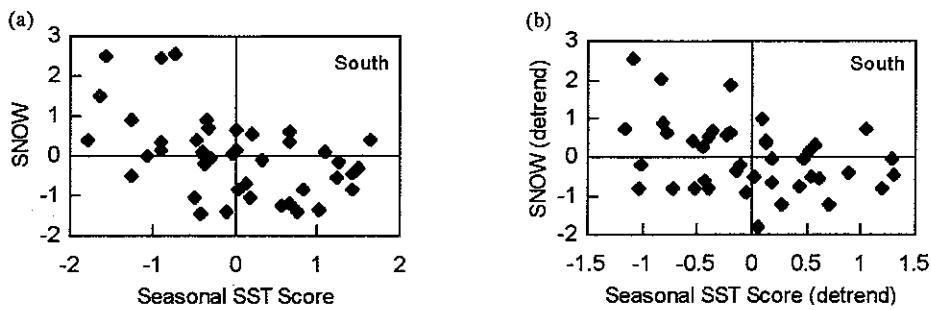 (a)
3
2
1
0
-1
-2
SNOW
South
-2 -1 0 1 2
Seasonal SST Score
(b)
3
2
1
0
-1
-2
SNOW (detrend)
South
-1.5 -1 -0.5 0 0.5 1 1.5
Seasonal SST Score (detrend)